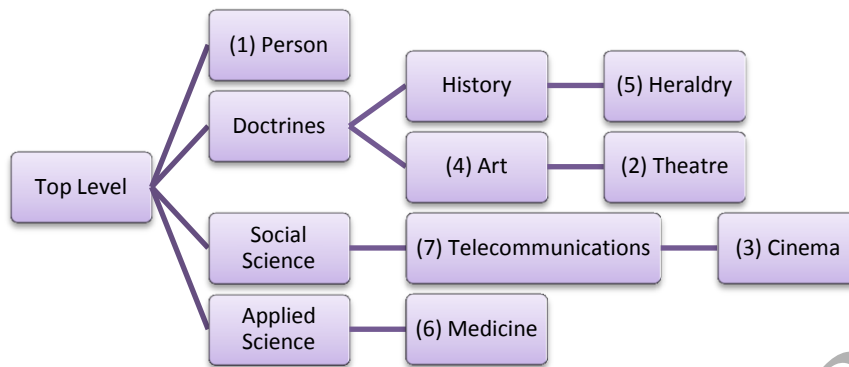 (1) Person
History
(5) Heraldry
Doctrines
(4) Art
(2) Theatre
Top Level
Social
Science
(7) Telecommunications
(3) Cinema
Applied
Science
(6) Medicine